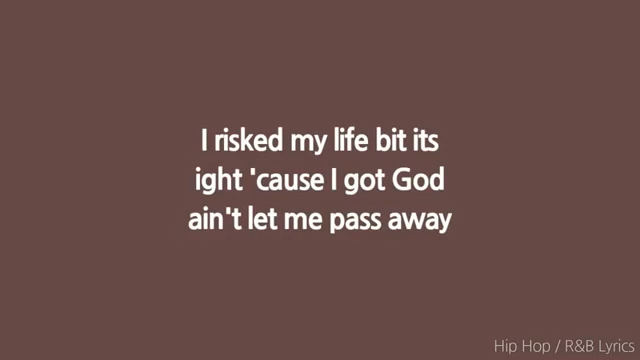 I risked my life bit its
ight 'cause I got God
ain't let me pass away
Hip Hop / R&B Lyrics